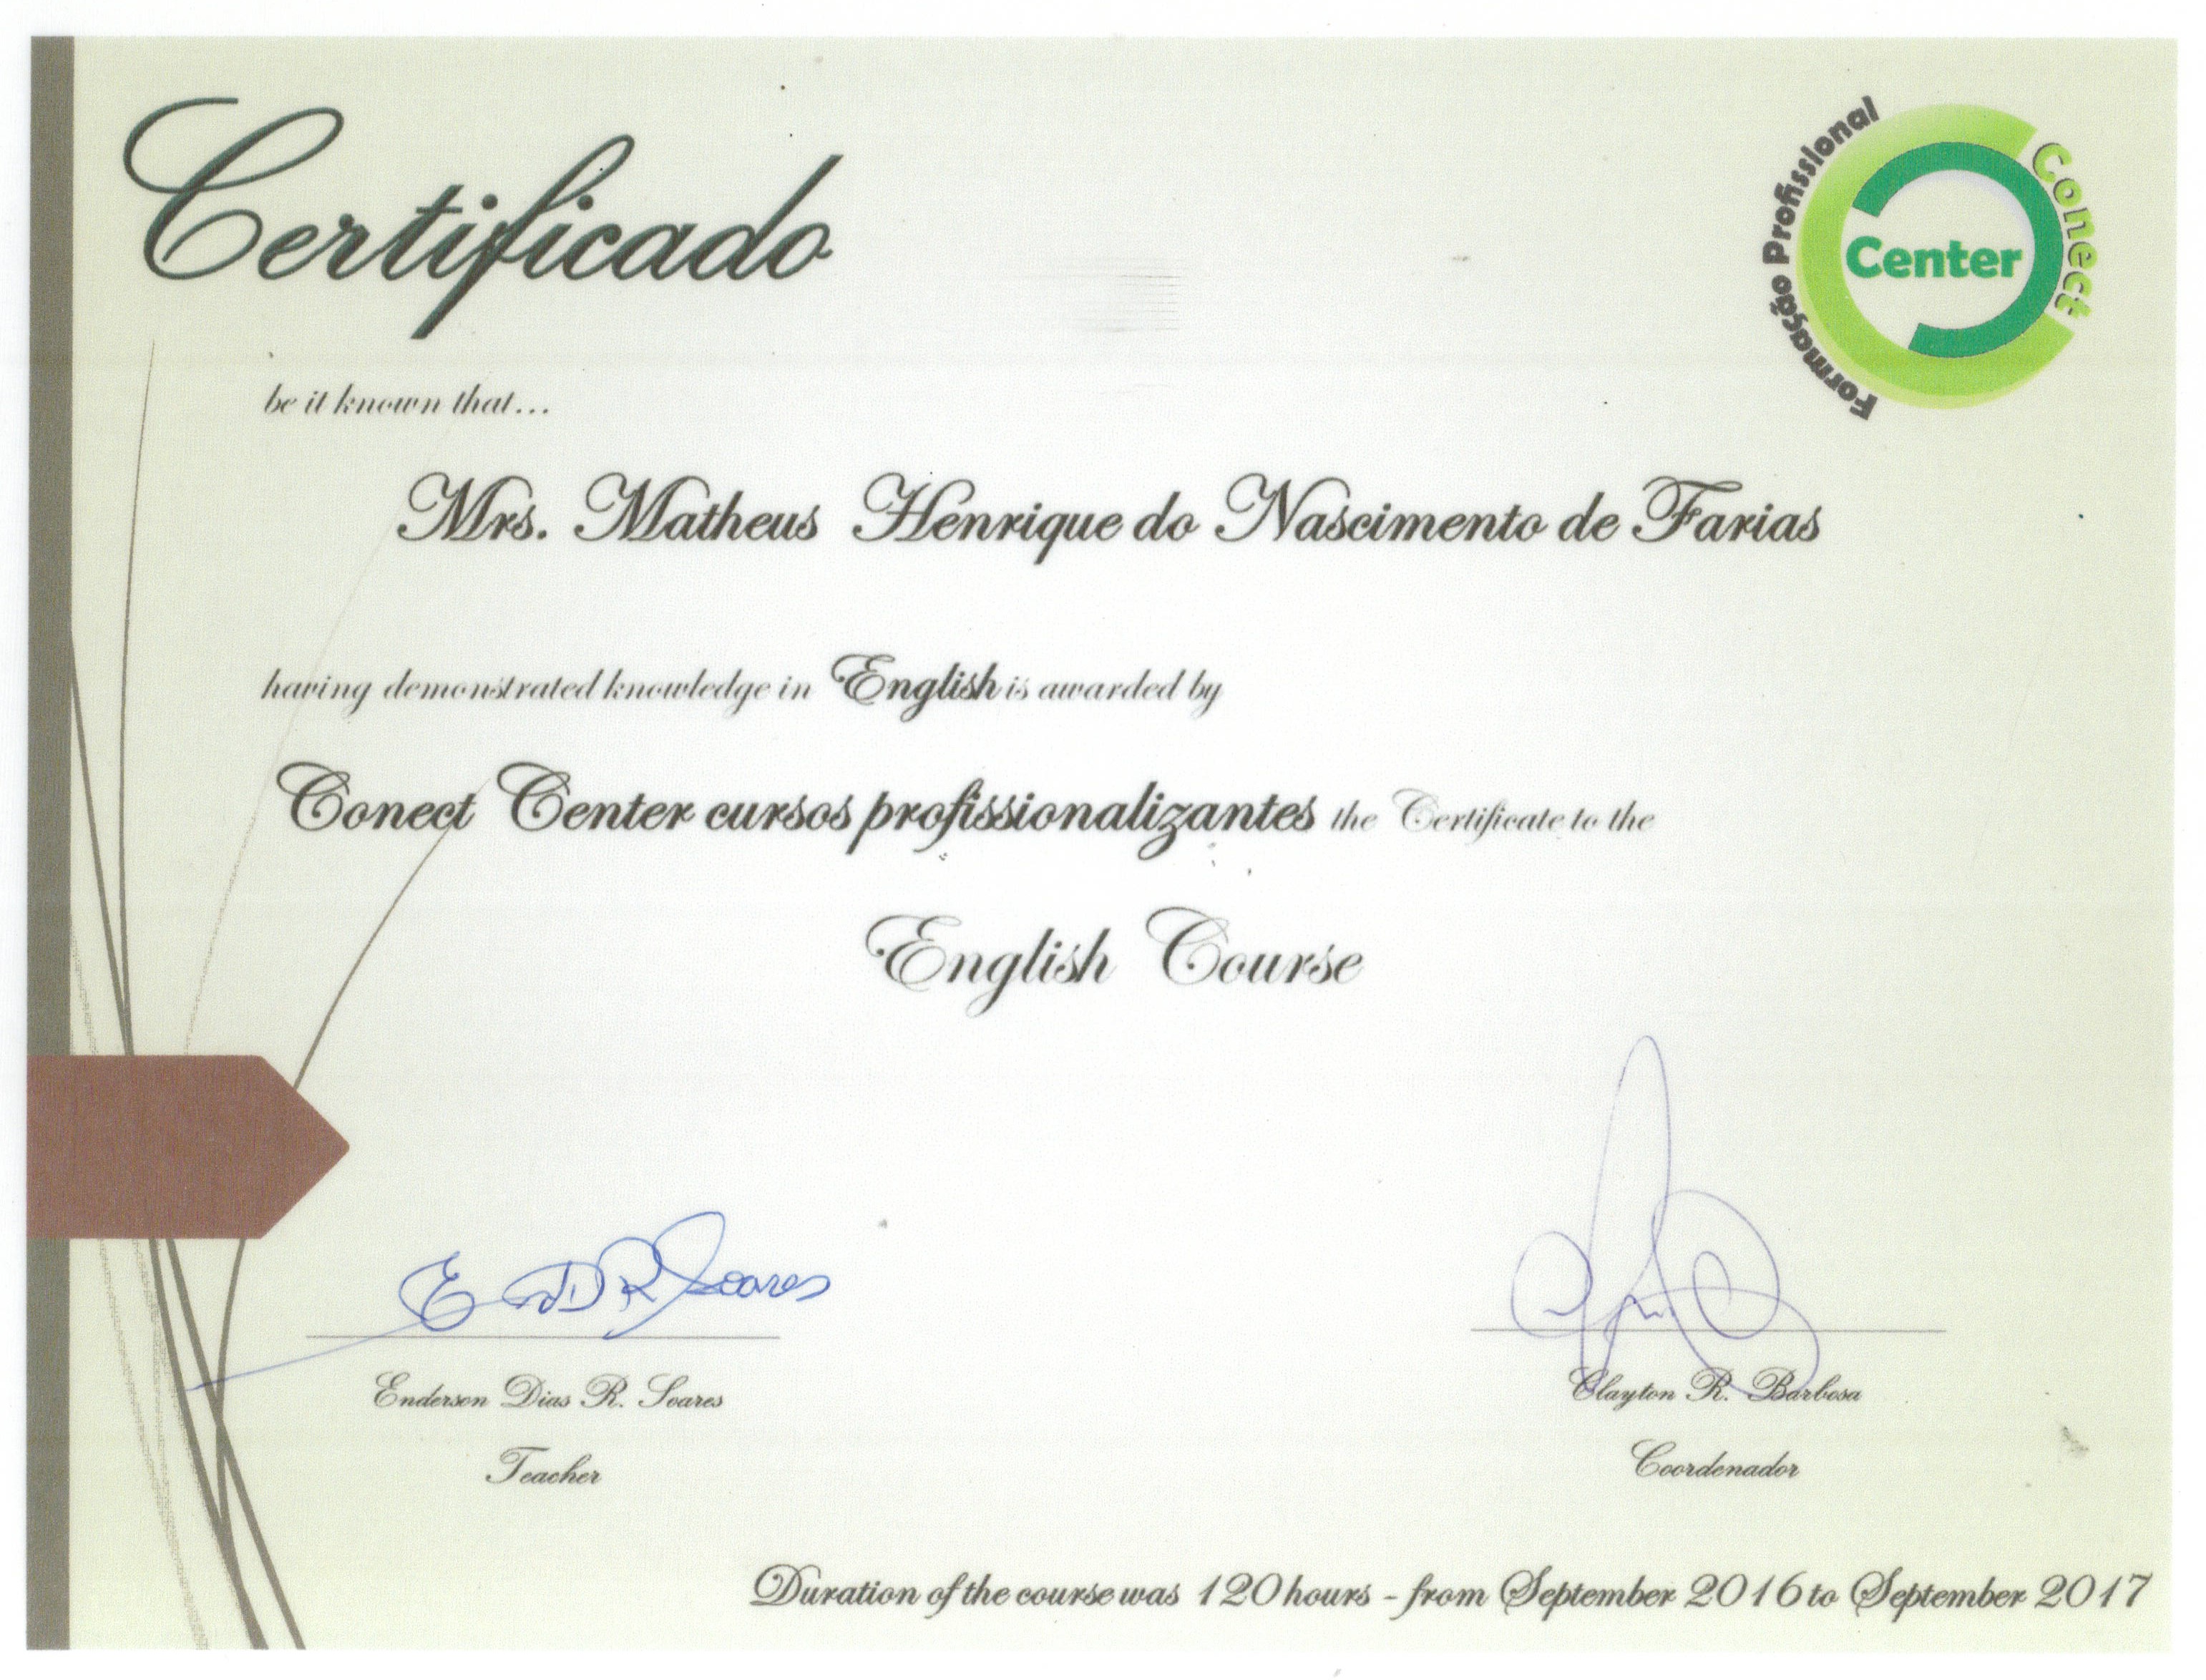 Certificado
Formação Profissional
Conect
Center
be it known that...
Mrs. Matheus Henrique do Nascimento de Farias
having demonstrated knowledge in English is awarded by
Conect Center cursos profissionalizantes the Certificate to the
English Course
E D R Soares
Enderson Dias R. Soares
Clayton R. Barbosa
Teacher
Coordenador
Duration of the course was 120 hours - from September 2016 to September 2017